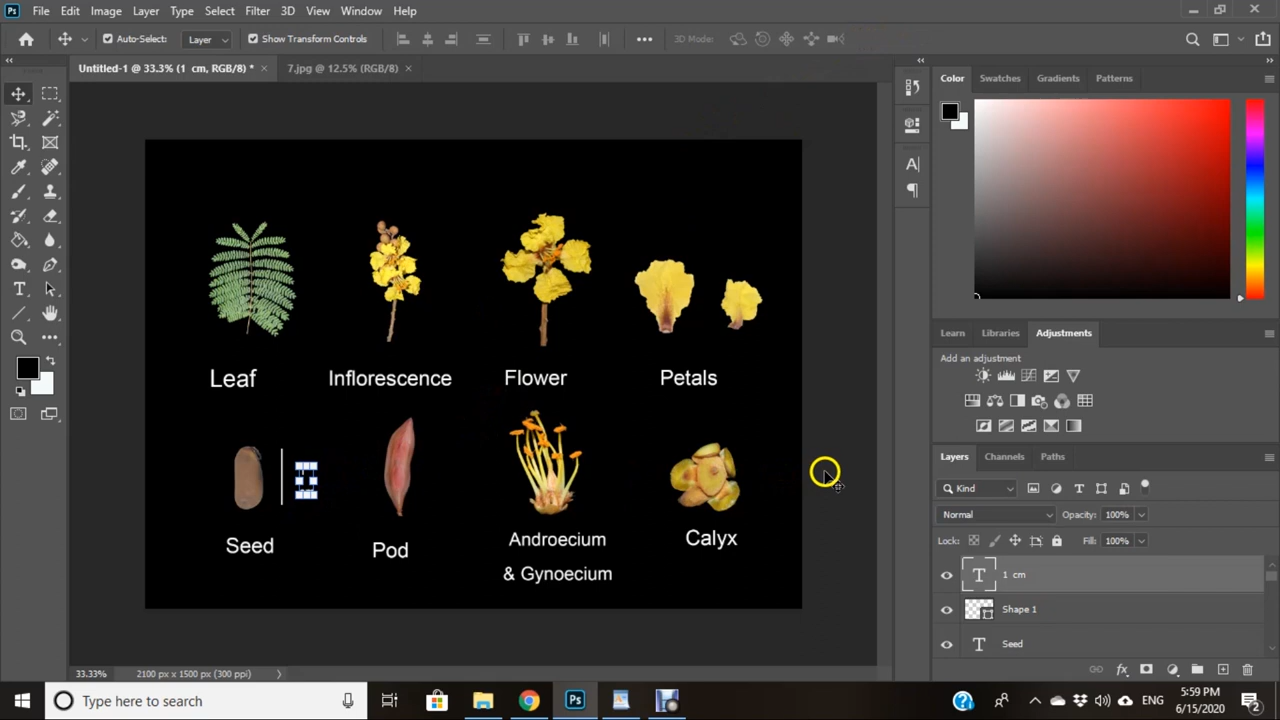 Ps File Edit Image Layer Type Select Filter 3D View Window Help
Auto-Select: Layer Show Transform Controls 3D Mode:
Untitled-1 @ 33.3% (1 cm, RGB/8) * × 7.jpg @ 12.5% (RGB/8) ×
Color Swatches Gradients Patterns
Leaf Inflorescence Flower Petals
Learn Libraries Adjustments
Add an adjustment
Layers Channels Paths
Kind
Normal Opacity: 100%
Lock: Fill: 100%
Seed Pod Androecium Calyx
& Gynoecium
1 cm
Shape 1
Seed
33.33% 2100 px x 1500 px (300 ppi)
Type here to search
ENG
5:59 PM
6/15/2020
2